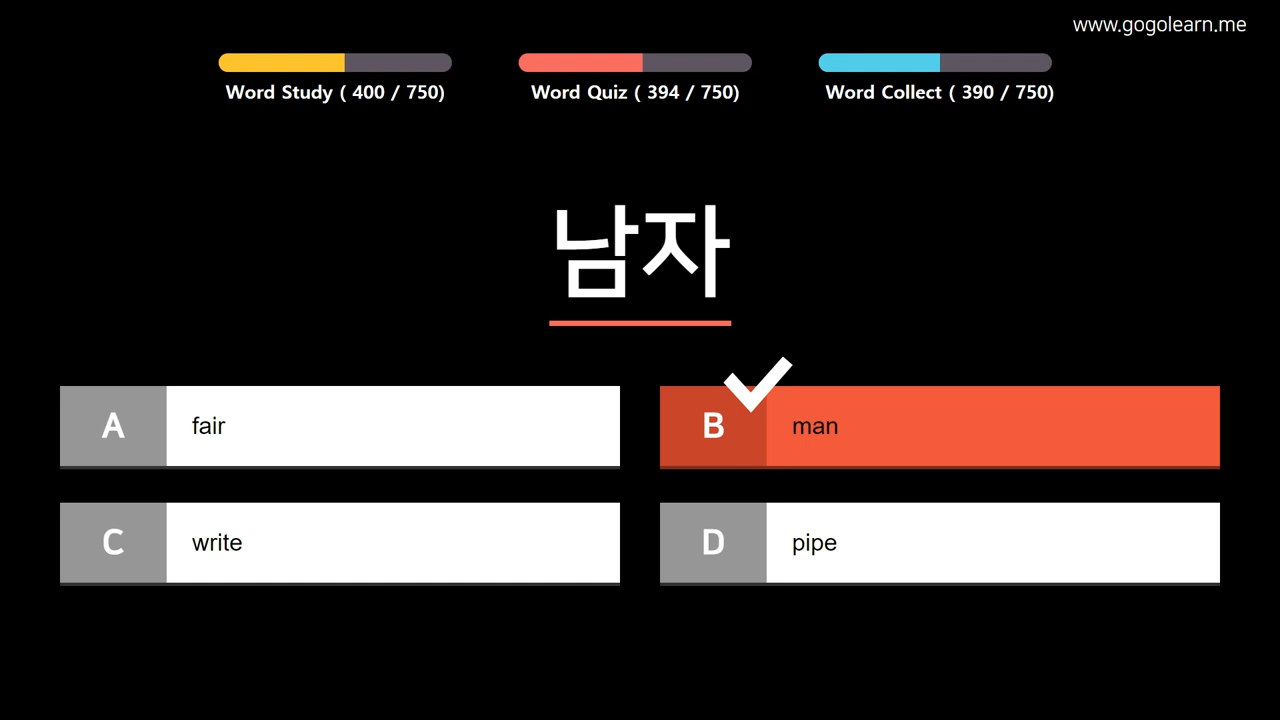 www.gogolearn.me
Word Study ( 400 / 750)
Word Quiz ( 394 / 750)
Word Collect ( 390 / 750)
남자
A fair
B man
C write
D pipe